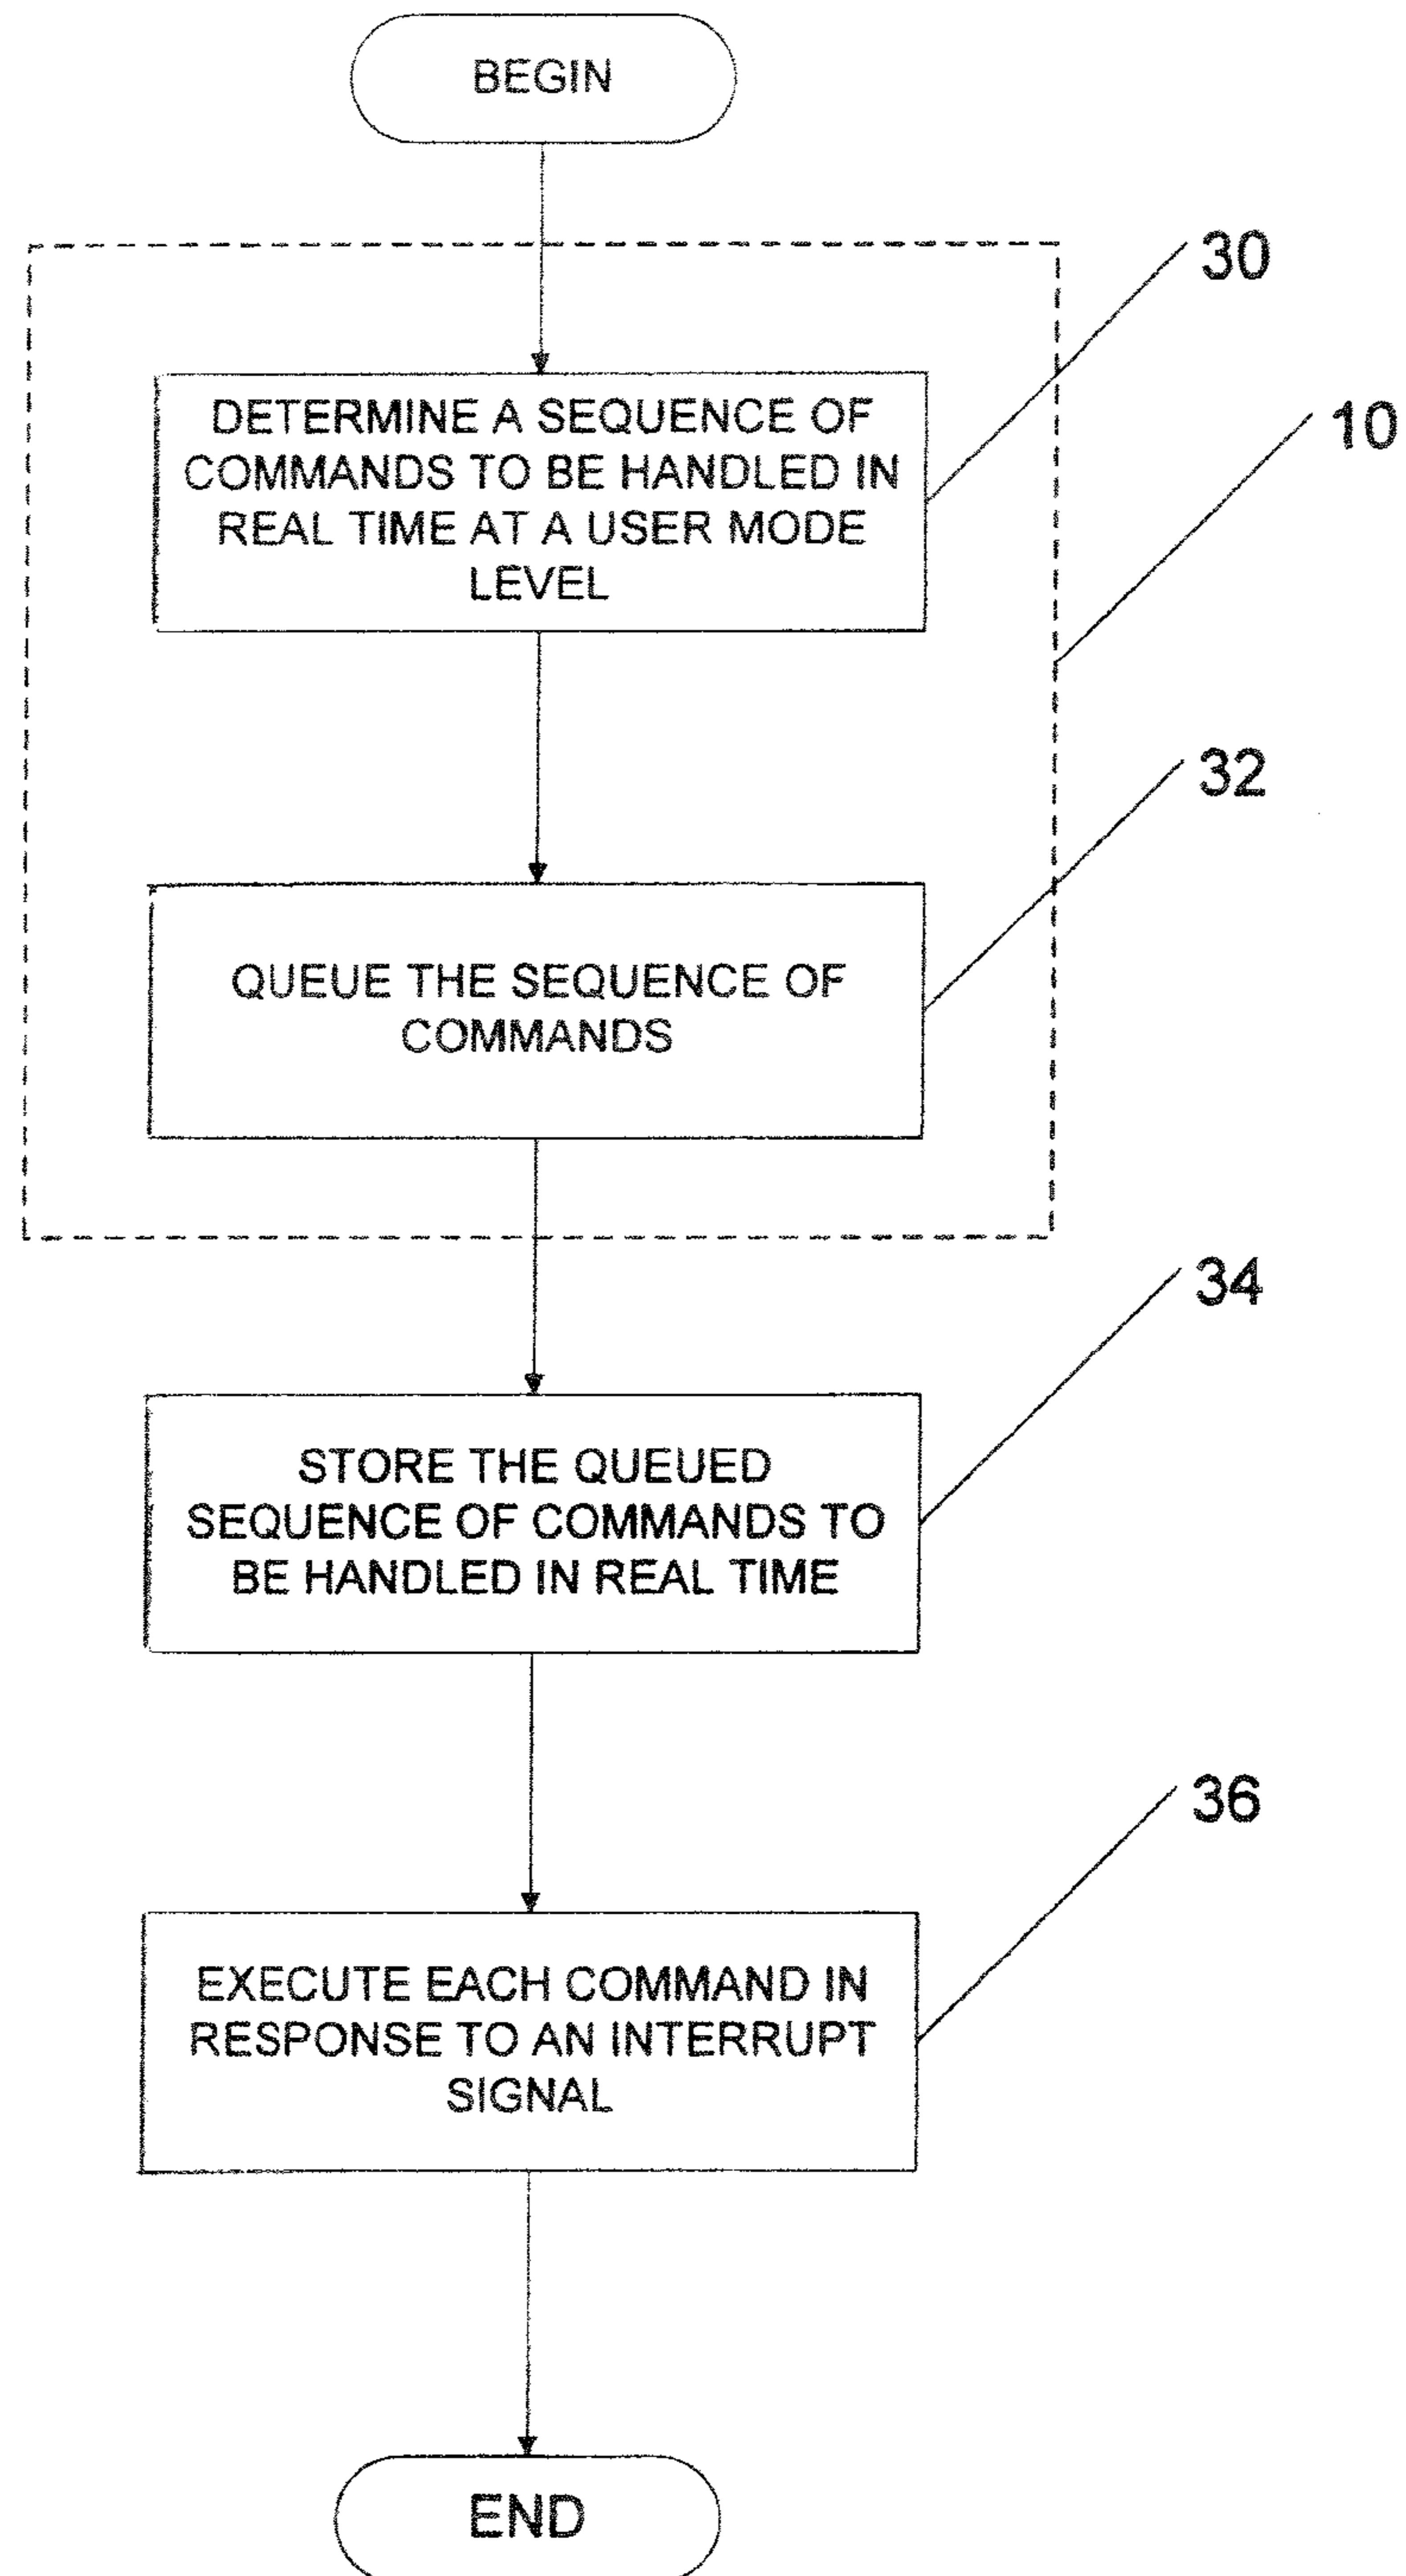 BEGIN
30
10
DETERMINE A SEQUENCE OF
COMMANDS TO BE HANDLED IN
REAL TIME AT A USER MODE
LEVEL
32
QUEUE THE SEQUENCE OF
COMMANDS
34
STORE THE QUEUED
SEQUENCE OF COMMANDS TO
BE HANDLED IN REAL TIME
36
EXECUTE EACH COMMAND IN
RESPONSE TO AN INTERRUPT
SIGNAL
END